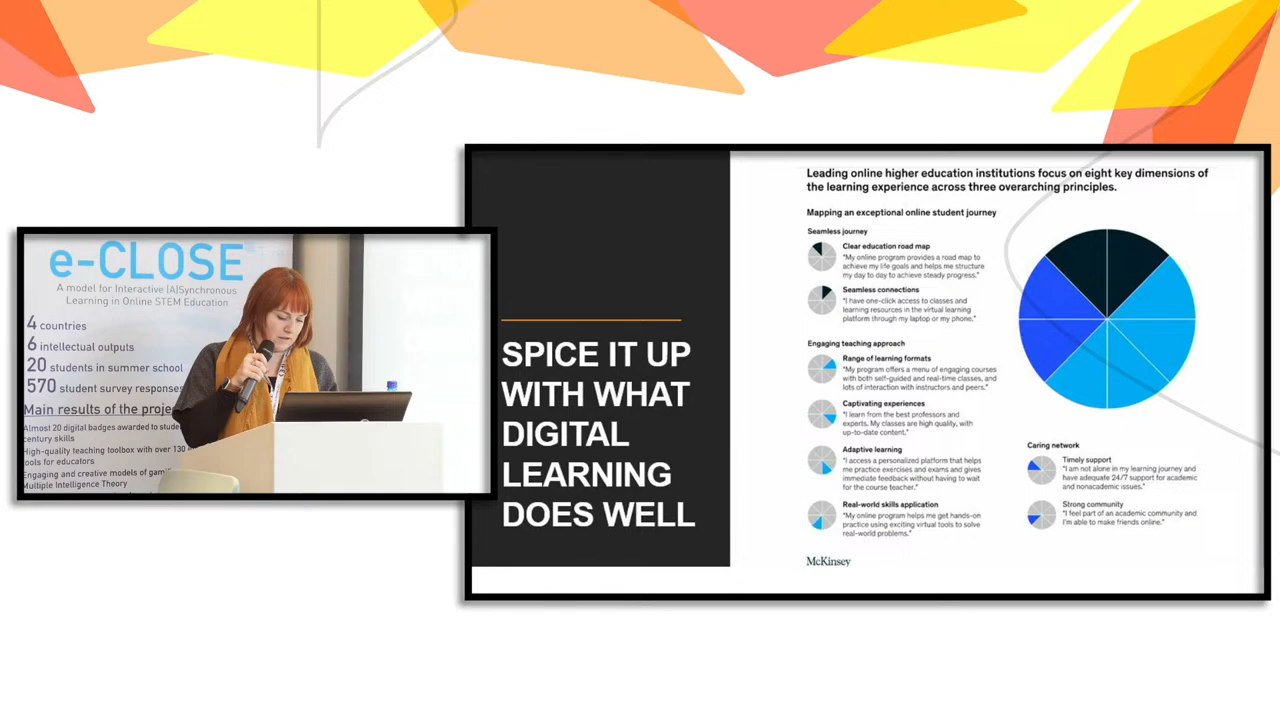 e-CLOSE
A model for Interactive (A)Synchronous
Learning in Online STEM Education
4 countries
6 intellectual outputs
20 students in summer school
570 student survey responses
Main results of the proje
Almost 20 digital badges awarded to stude
century skills
High-quality teaching toolbox with over 130
tools for educators
Engaging and creative models of gam
Multiple Intelligence Theory
SPICE IT UP
WITH WHAT
DIGITAL
LEARNING
DOES WELL
Leading online higher education institutions focus on eight key dimensions of
the learning experience across three overarching principles.
Mapping an exceptional online student journey
Seamless journey
Clear education road map
"My online program provides a road map to
achieve my life goals and helps me structure
my day to day to achieve steady progress."
Seamless connections
"I have one-click access to classes and
learning resources in the virtual learning
platform through my laptop or my phone."
Engaging teaching approach
Range of learning formats
"My program offers a menu of engaging courses
with both self-guided and real-time classes, and
lots of interaction with instructors and peers."
Captivating experiences
"I learn from the best professors and
experts. My classes are high quality, with
up-to-date content."
Adaptive learning
"I access a personalized platform that helps
me practice exercises and exams and gives
immediate feedback without having to wait
for the course teacher."
Real-world skills application
"My online program helps me get hands-on
practice using exciting virtual tools to solve
real-world problems."
Caring network
Timely support
"I am not alone in my learning journey and
have adequate 24/7 support for academic
and nonacademic issues."
Strong community
"I feel part of an academic community and
I'm able to make friends online."
McKinsey